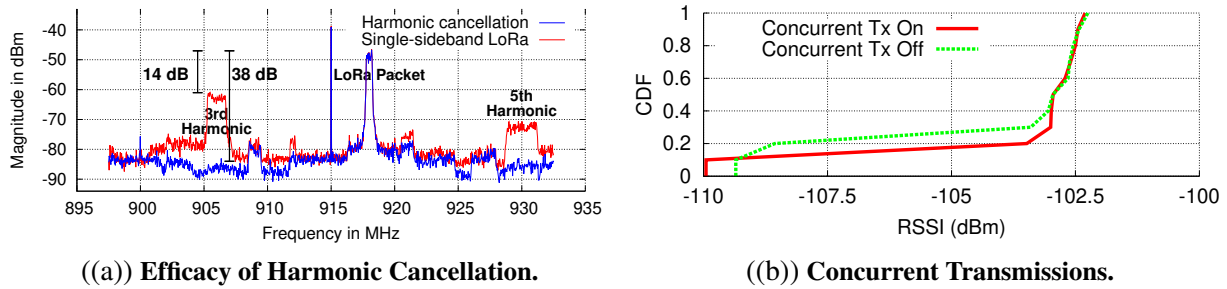 Harmonic cancellation
Single-sideband LoRa
-40
-50
-60
-70
-80
-90
Magnitude in dBm
14 dB
38 dB
LoRa Packet
3rd
Harmonic
5th
Harmonic
895 900 905 910 915 920 925 930 935
Frequency in MHz
((a)) Efficacy of Harmonic Cancellation.
Concurrent Tx On
Concurrent Tx Off
1
0.8
0.6
0.4
0.2
0
CDF
-110 -107.5 -105 -102.5 -100
RSSI (dBm)
((b)) Concurrent Transmissions.